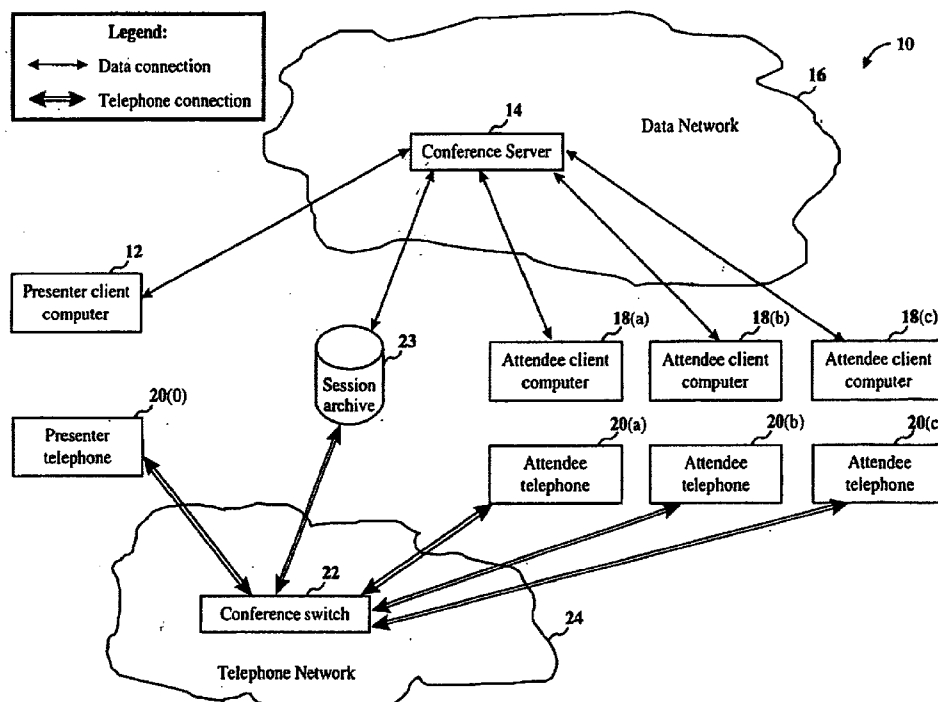 Legend:
Data connection
Telephone connection
10
16
Data Network
14
Conference Server
12
Presenter client
computer
23
Session
archive
18(a)
Attendee client
computer
18(b)
Attendee client
computer
18(c)
Attendee client
computer
20(0)
Presenter
telephone
20(a)
Attendee
telephone
20(b)
Attendee
telephone
20(c
Attendee
telephone
22
Conference switch
24
Telephone Network